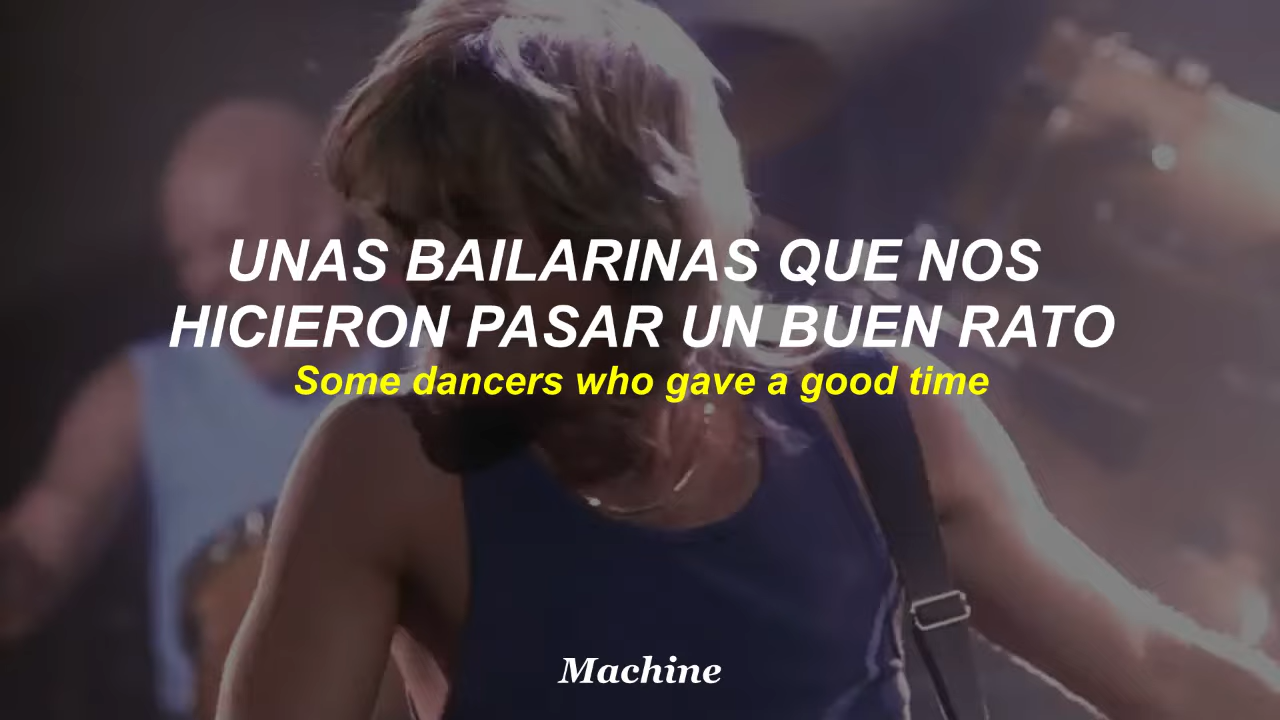 UNAS BAILARINAS QUE NOS
HICIERON PASAR UN BUEN RATO
Some dancers who gave a good time
Machine